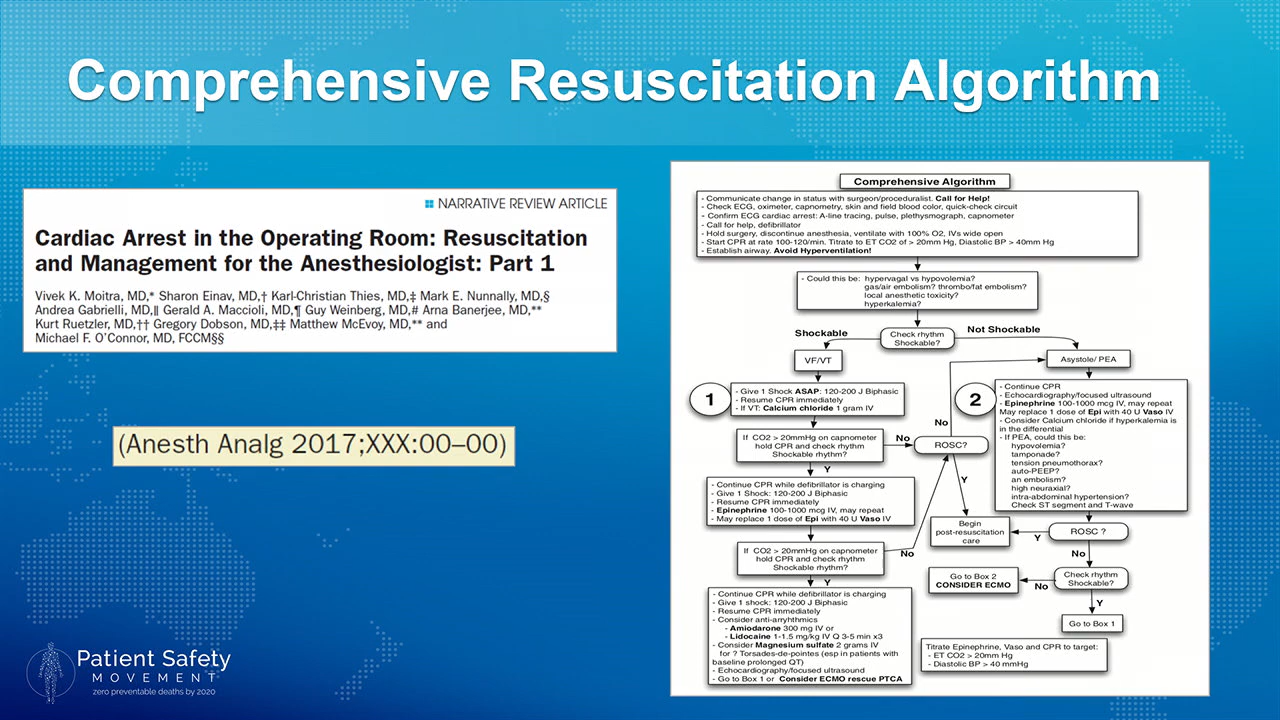 Comprehensive Resuscitation Algorithm
NARRATIVE REVIEW ARTICLE
Cardiac Arrest in the Operating Room: Resuscitation
and Management for the Anesthesiologist: Part 1
Vivek K. Moitra, MD,* Sharon Einav, MD,† Karl-Christian Thies, MD,‡ Mark E. Nunnally, MD,§
Andrea Gabrielli, MD,‖ Gerald A. Maccioli, MD,¶ Guy Weinberg, MD,# Arna Banerjee, MD,**
Kurt Ruetzler, MD,†† Gregory Dobson, MD,‡‡ Matthew McEvoy, MD,** and
Michael F. O'Connor, MD, FCCM§§
(Anesth Analg 2017;XXX:00–00)
Comprehensive Algorithm
- Communicate change in status with surgeon/proceduralist. Call for Help!
- Check ECG, oximeter, capnometry, skin and field blood color, quick-check circuit
- Confirm ECG cardiac arrest: A-line tracing, pulse, plethysmograph, capnometer
- Call for help, defibrillator
- Hold surgery, discontinue anesthesia, ventilate with 100% O2, IVs wide open
- Start CPR at rate 100-120/min. Titrate to ET CO2 of > 20mm Hg, Diastolic BP > 40mm Hg
- Establish airway. Avoid Hyperventilation!
- Could this be: hypervagal vs hypovolemia?
gas/air embolism? thrombo/fat embolism?
local anesthetic toxicity?
hyperkalemia?
Check rhythm
Shockable?
Shockable
Not Shockable
VF/VT
Asystole/ PEA
1
- Give 1 Shock ASAP: 120-200 J Biphasic
- Resume CPR immediately
- If VT: Calcium chloride 1 gram IV
If CO2 > 20mmHg on capnometer
hold CPR and check rhythm
Shockable rhythm?
No
Y
- Continue CPR while defibrillator is charging
- Give 1 Shock: 120-200 J Biphasic
- Resume CPR immediately
- Epinephrine 100-1000 mcg IV, may repeat
- May replace 1 dose of Epi with 40 U Vaso IV
If CO2 > 20mmHg on capnometer
hold CPR and check rhythm
Shockable rhythm?
No
Y
- Continue CPR while defibrillator is charging
- Give 1 shock: 120-200 J Biphasic
- Resume CPR immediately
- Consider anti-arryhthmics
- Amiodarone 300 mg IV or
- Lidocaine 1-1.5 mg/kg IV Q 3-5 min x3
- Consider Magnesium sulfate 2 grams IV
for ? Torsades-de-pointes (esp in patients with
baseline prolonged QT)
- Echocardiography/focused ultrasound
- Go to Box 1 or Consider ECMO rescue PTCA
No
ROSC?
Y
Begin
post-resuscitation
care
2
- Continue CPR
- Echocardiography/focused ultrasound
- Epinephrine 100-1000 mcg IV, may repeat
May replace 1 dose of Epi with 40 U Vaso IV
- Consider Calcium chloride if hyperkalemia is
in the differential
- If PEA, could this be:
hypovolemia?
tamponade?
tension pneumothorax?
auto-PEEP?
an embolism?
high neuraxial?
intra-abdominal hypertension?
Check ST segment and T-wave
ROSC ?
Y
No
Check rhythm
Shockable?
No
Go to Box 2
CONSIDER ECMO
Y
Go to Box 1
Titrate Epinephrine, Vaso and CPR to target:
- ET CO2 > 20mm Hg
- Diastolic BP > 40 mmHg
Patient Safety
MOVEMENT
zero preventable deaths by 2020